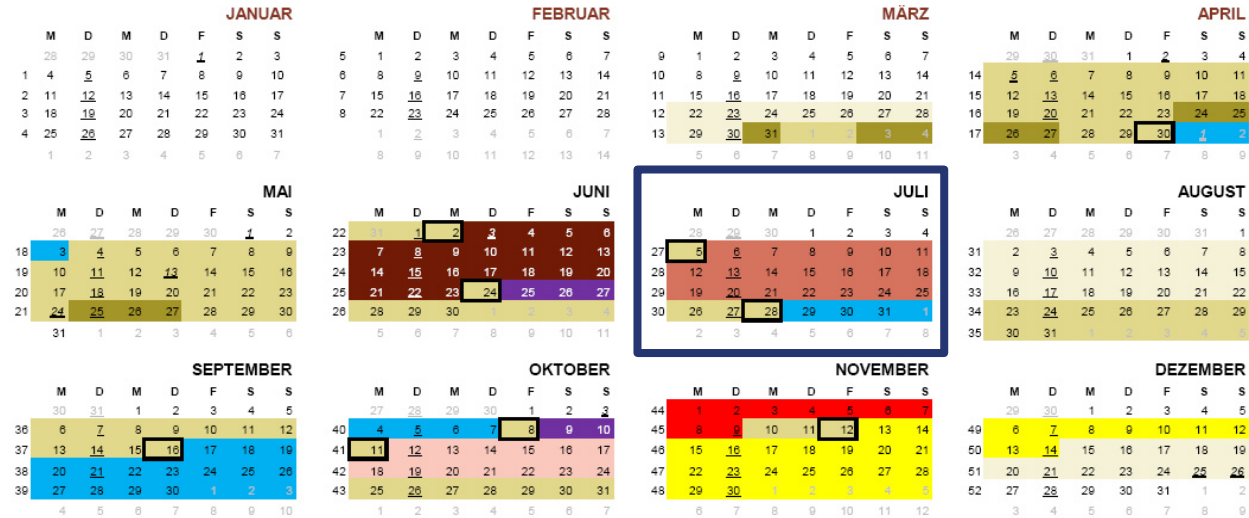 JANUAR
M D M D F S S
28 29 30 31 1 2 3
1 4 5 6 7 8 9 10
2 11 12 13 14 15 16 17
3 18 19 20 21 22 23 24
4 25 26 27 28 29 30 31
1 2 3 4 5 6 7
FEBRUAR
M D M D F S S
5 1 2 3 4 5 6 7
6 8 9 10 11 12 13 14
7 15 16 17 18 19 20 21
8 22 23 24 25 26 27 28
1 2 3 4 5 6 7
8 9 10 11 12 13 14
MÄRZ
M D M D F S S
9 1 2 3 4 5 6 7
10 8 9 10 11 12 13 14
11 15 16 17 18 19 20 21
12 22 23 24 25 26 27 28
13 29 30 31 1 2 3 4
5 6 7 8 9 10 11
APRIL
M D M D F S S
29 30 31 1 2 3 4
14 5 6 7 8 9 10 11
15 12 13 14 15 16 17 18
16 19 20 21 22 23 24 25
17 26 27 28 29 30 1 2
3 4 5 6 7 8 9
MAI
M D M D F S S
26 27 28 29 30 1 2
18 3 4 5 6 7 8 9
19 10 11 12 13 14 15 16
20 17 18 19 20 21 22 23
21 24 25 26 27 28 29 30
31 1 2 3 4 5 6
JUNI
M D M D F S S
22 31 1 2 3 4 5 6
23 7 8 9 10 11 12 13
24 14 15 16 17 18 19 20
25 21 22 23 24 25 26 27
26 28 29 30 1 2 3 4
5 6 7 8 9 10 11
JULI
M D M D F S S
28 29 30 1 2 3 4
27 5 6 7 8 9 10 11
28 12 13 14 15 16 17 18
29 19 20 21 22 23 24 25
30 26 27 28 29 30 31 1
2 3 4 5 6 7 8
AUGUST
M D M D F S S
26 27 28 29 30 31 1
31 2 3 4 5 6 7 8
32 9 10 11 12 13 14 15
33 16 17 18 19 20 21 22
34 23 24 25 26 27 28 29
35 30 31 1 2 3 4 5
SEPTEMBER
M D M D F S S
30 31 1 2 3 4 5
36 6 7 8 9 10 11 12
37 13 14 15 16 17 18 19
38 20 21 22 23 24 25 26
39 27 28 29 30 1 2 3
4 5 6 7 8 9 10
OKTOBER
M D M D F S S
27 28 29 30 1 2 3
40 4 5 6 7 8 9 10
41 11 12 13 14 15 16 17
42 18 19 20 21 22 23 24
43 25 26 27 28 29 30 31
1 2 3 4 5 6 7
NOVEMBER
M D M D F S S
44 1 2 3 4 5 6 7
45 8 9 10 11 12 13 14
46 15 16 17 18 19 20 21
47 22 23 24 25 26 27 28
48 29 30 1 2 3 4 5
6 7 8 9 10 11 12
DEZEMBER
M D M D F S S
29 30 1 2 3 4 5
49 6 7 8 9 10 11 12
50 13 14 15 16 17 18 19
51 20 21 22 23 24 25 26
52 27 28 29 30 31 1 2
3 4 5 6 7 8 9